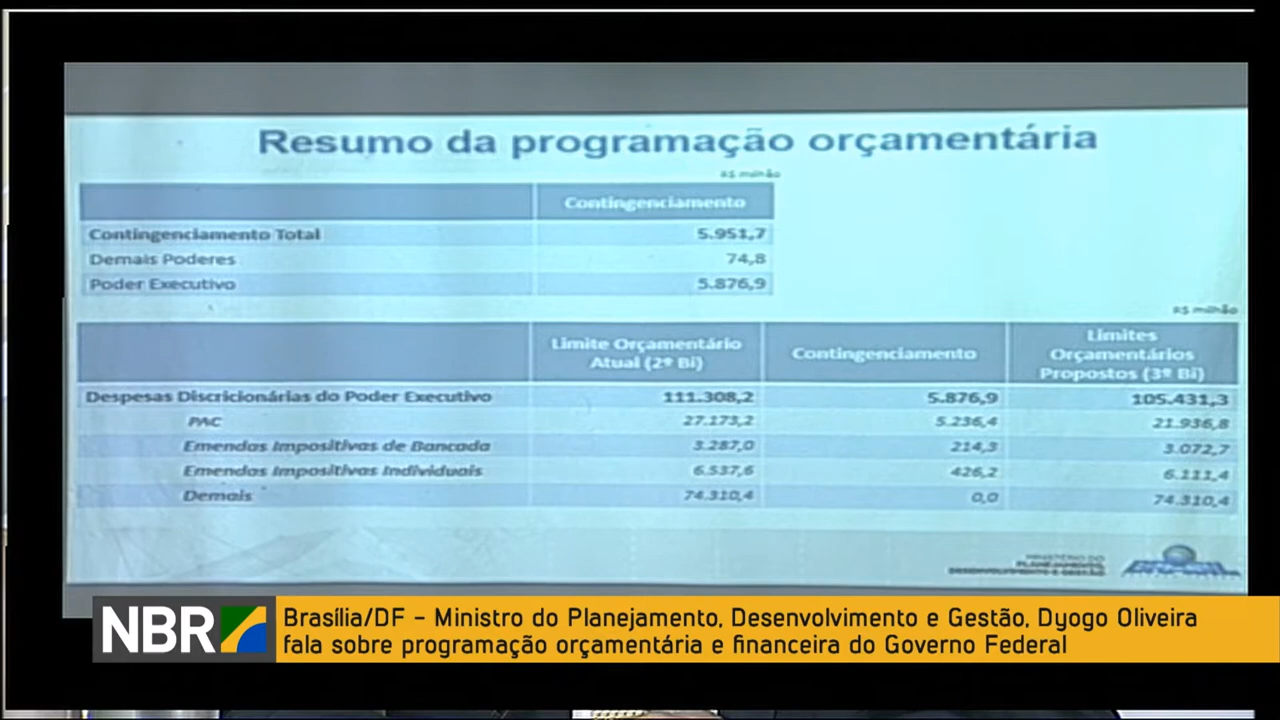 Resumo da programação orçamentária
R$ milhão
Contingenciamento
Contingenciamento Total 5.951,7
Demais Poderes 74,8
Poder Executivo 5.876,9
R$ milhão
Limite Orçamentário Atual (2º Bi) Contingenciamento Limites Orçamentários Propostos (3º Bi)
Despesas Discricionárias do Poder Executivo 111.308,2 5.876,9 105.431,3
PAC 27.173,2 5.236,4 21.936,8
Emendas Impositivas de Bancada 3.287,0 214,3 3.072,7
Emendas Impositivas Individuais 6.537,6 426,2 6.111,4
Demais 74.310,4 0,0 74.310,4
MINISTÉRIO DO
PLANEJAMENTO,
DESENVOLVIMENTO E GESTÃO
NBR
Brasília/DF - Ministro do Planejamento, Desenvolvimento e Gestão, Dyogo Oliveira
fala sobre programação orçamentária e financeira do Governo Federal